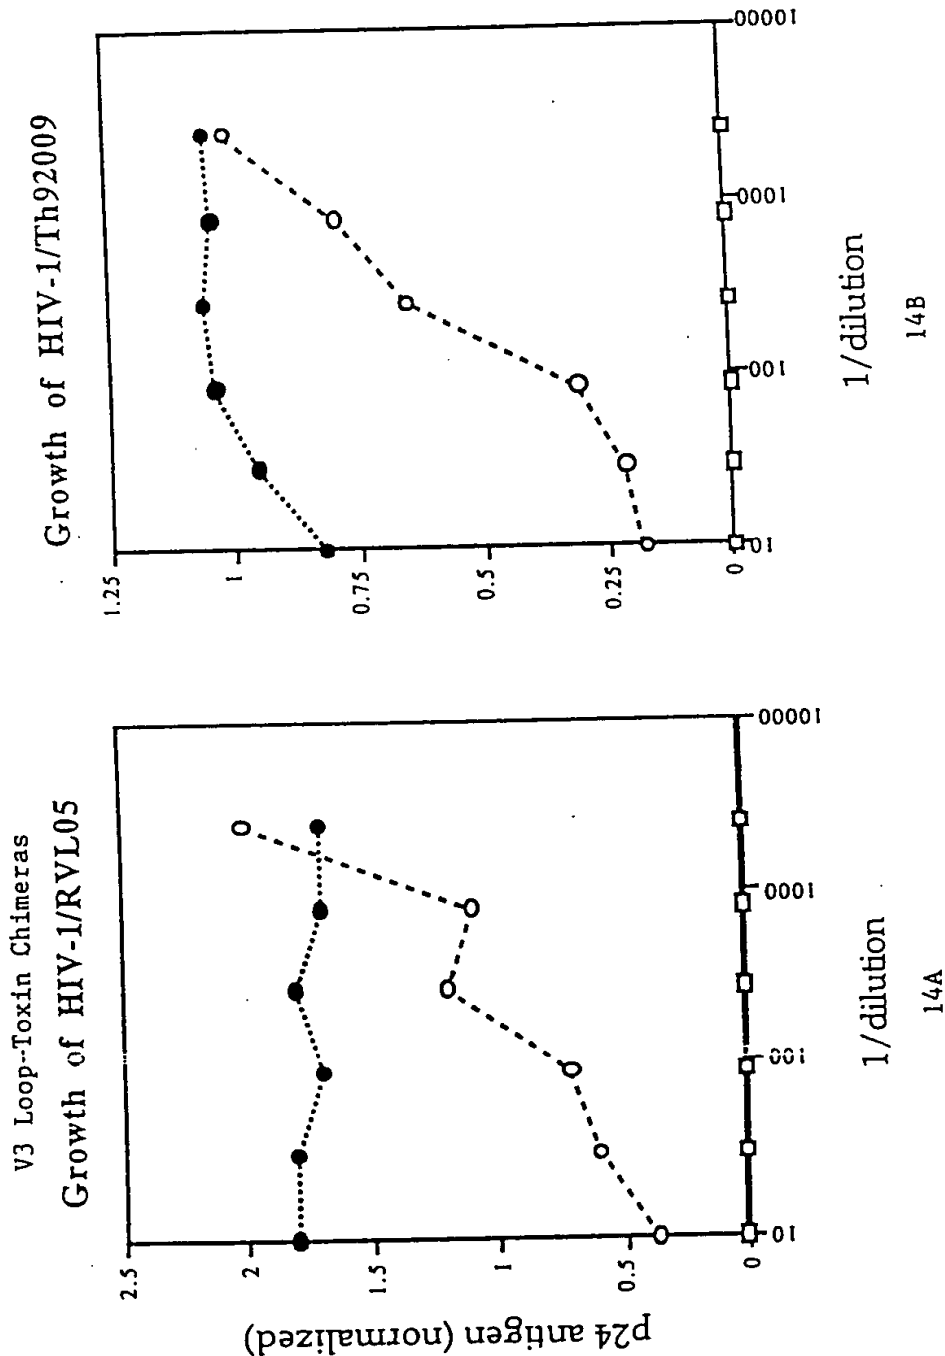 V3 Loop-Toxin Chimeras
Growth of HIV-1/RVL05
p24 antigen (normalized)
2.5
2
1.5
1
0.5
0
10
100
1000
10000
1/dilution
14A
Growth of HIV-1/Th92009
1.25
1
0.75
0.5
0.25
0
10
100
1000
10000
1/dilution
14B